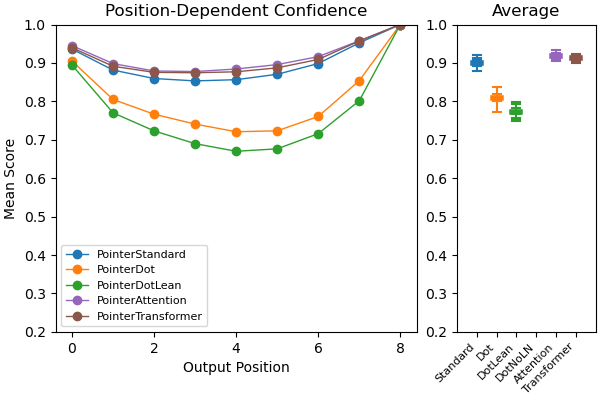 Position-Dependent Confidence
Average
1.0
0.9
0.8
0.7
0.6
0.5
0.4
0.3
0.2
Mean Score
0
2
4
6
8
Output Position
PointerStandard
PointerDot
PointerDotLean
PointerAttention
PointerTransformer
1.0
0.9
0.8
0.7
0.6
0.5
0.4
0.3
0.2
Standard
Dot
DotLean
DotNoLN
Attention
Transformer